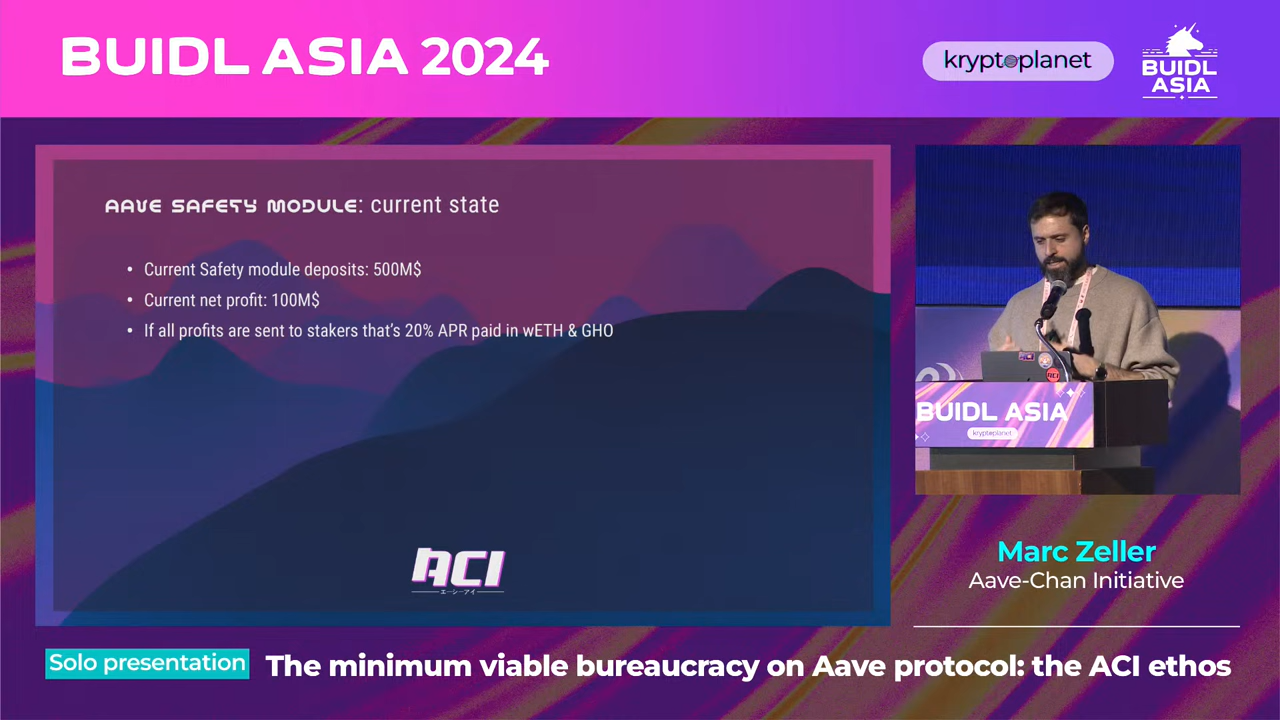 BUIDL ASIA 2024
kryptoplanet
BUIDL
ASIA
AAVE SAFETY MODULE: current state
• Current Safety module deposits: 500M$
• Current net profit: 100M$
• If all profits are sent to stakers that's 20% APR paid in wETH & GHO
ACI
エーシーアイ
ACI
BUIDL ASIA
kryptoplanet
Marc Zeller
Aave-Chan Initiative
Solo presentation
The minimum viable bureaucracy on Aave protocol: the ACI ethos